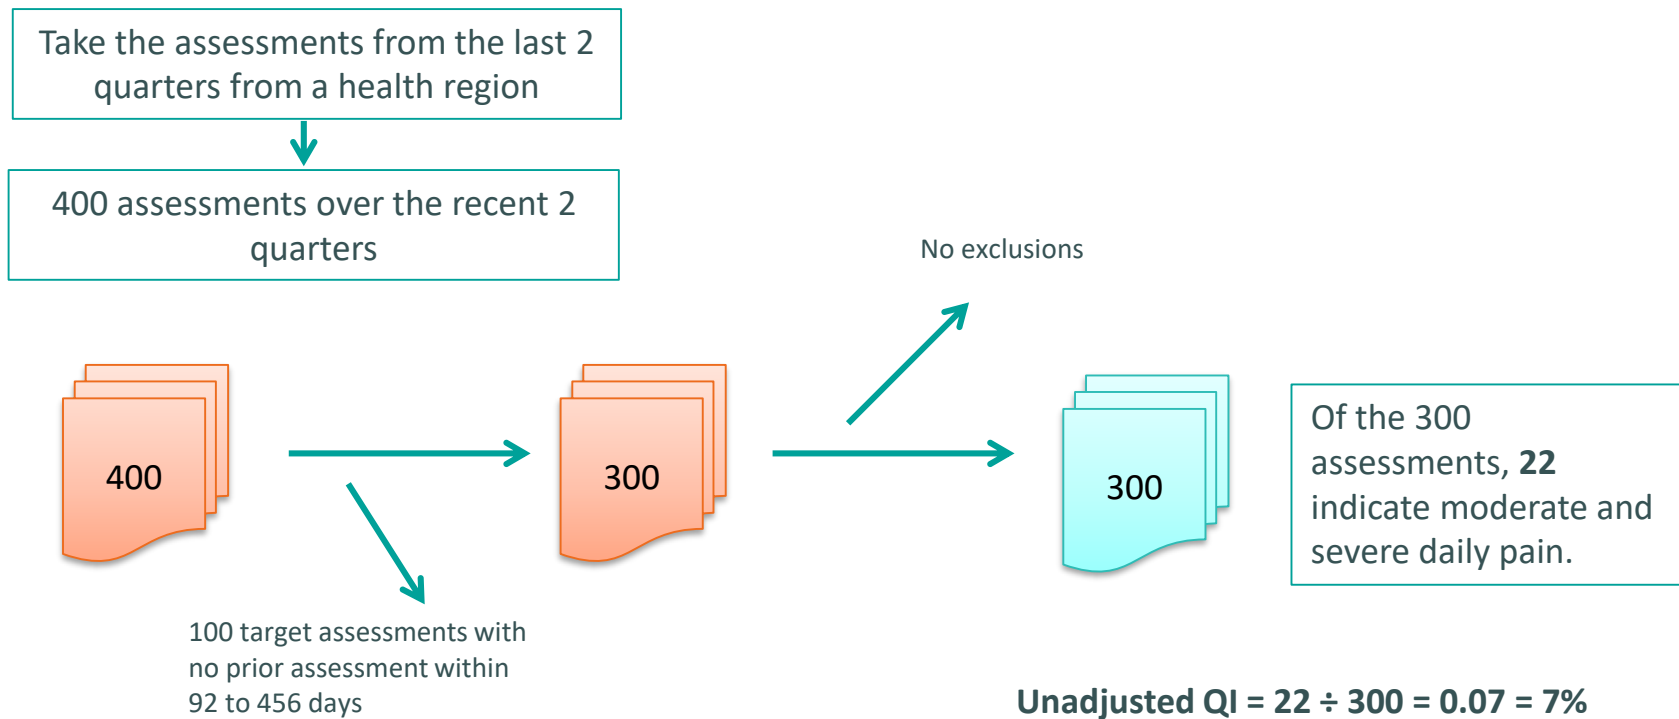 Take the assessments from the last 2
quarters from a health region
400 assessments over the recent 2
quarters
No exclusions
400
300
300
Of the 300
assessments, 22
indicate moderate and
severe daily pain.
100 target assessments with
no prior assessment within
92 to 456 days
Unadjusted QI = 22 ÷ 300 = 0.07 = 7%